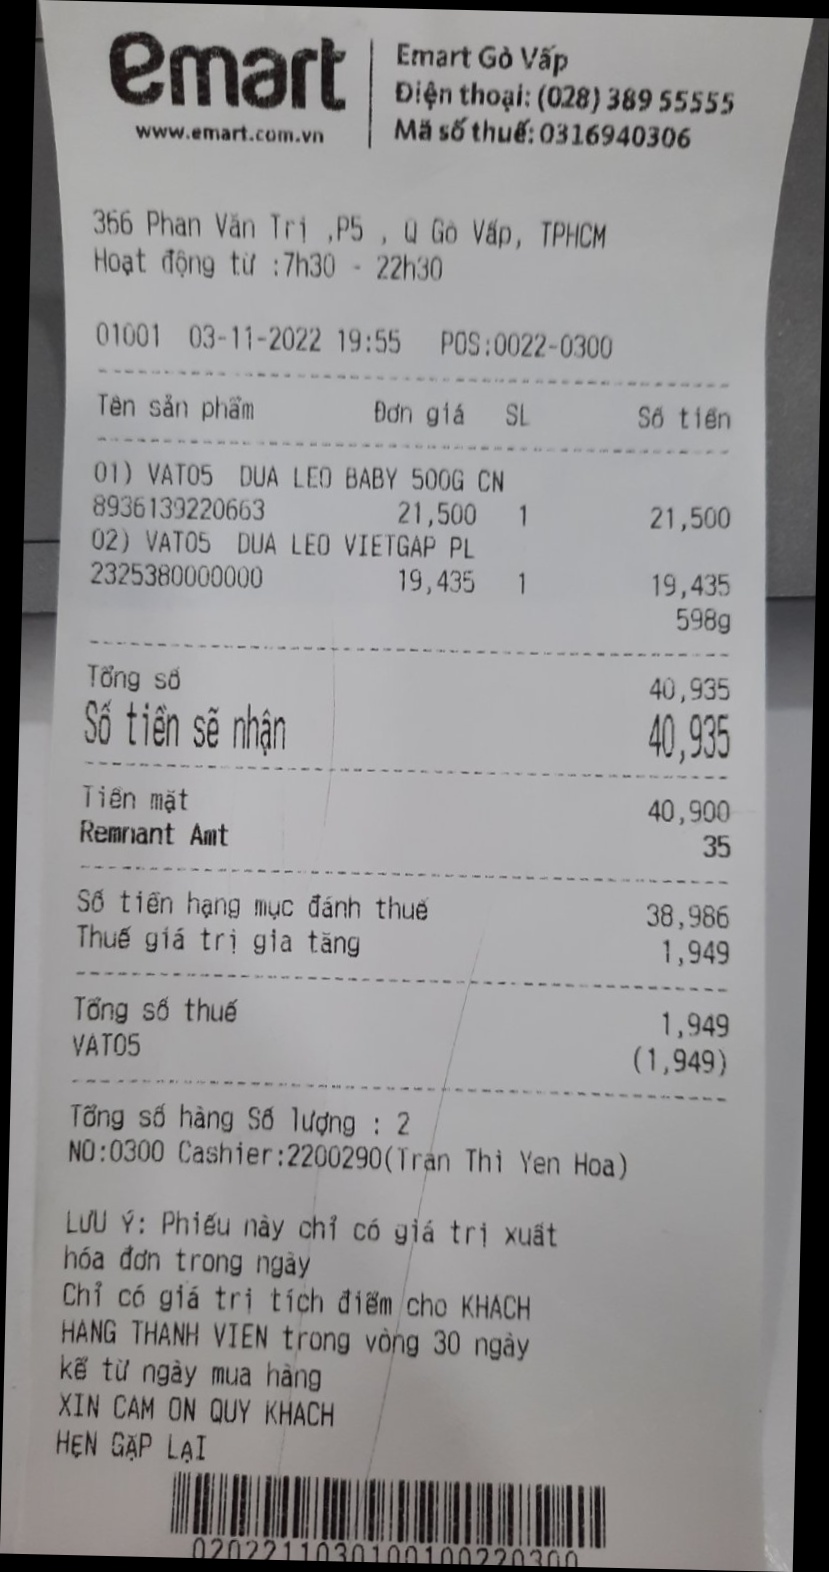 emart
www.emart.com.vn
Emart Gò Vấp
Điện thoại: (028) 389 55555
Mã số thuế: 0316940306
366 Phan Văn Trị ,P5 , Q Gò Vấp, TPHCM
Hoạt động từ :7h30 - 22h30
01001 03-11-2022 19:55 POS:0022-0300
Tên sản phẩm Đơn giá SL Số tiền
01) VAT05 DUA LEO BABY 500G CN
8936139220663 21,500 1 21,500
02) VAT05 DUA LEO VIETGAP PL
2325380000000 19,435 1 19,435
598g
Tổng số 40,935
Số tiền sẽ nhận 40,935
Tiền mặt 40,900
Remnant Amt 35
Số tiền hạng mục đánh thuế 38,986
Thuế giá trị gia tăng 1,949
Tổng số thuế 1,949
VAT05 (1,949)
Tổng số hàng Số lượng : 2
NO:0300 Cashier:2200290(Tran Thi Yen Hoa)
LƯU Ý: Phiếu này chỉ có giá trị xuất
hóa đơn trong ngày
Chỉ có giá trị tích điểm cho KHACH
HANG THANH VIEN trong vòng 30 ngày
kể từ ngày mua hàng
XIN CAM ON QUY KHACH
HẸN GẶP LẠI
0202211030100100220300